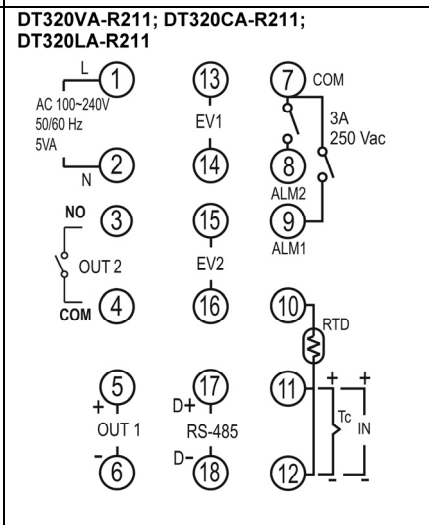 DT320VA-R211; DT320CA-R211;
DT320LA-R211
L 1
13
7 COM
AC 100~240V
50/60 Hz
5VA
EV1
3A
250 Vac
N 2
14
8
ALM2
NO 3
15
9
ALM1
OUT 2
EV2
COM 4
16
10
RTD
5
17
11
+ +
+
D+
OUT 1
RS-485
Tc IN
-
D-
6
18
12
- -